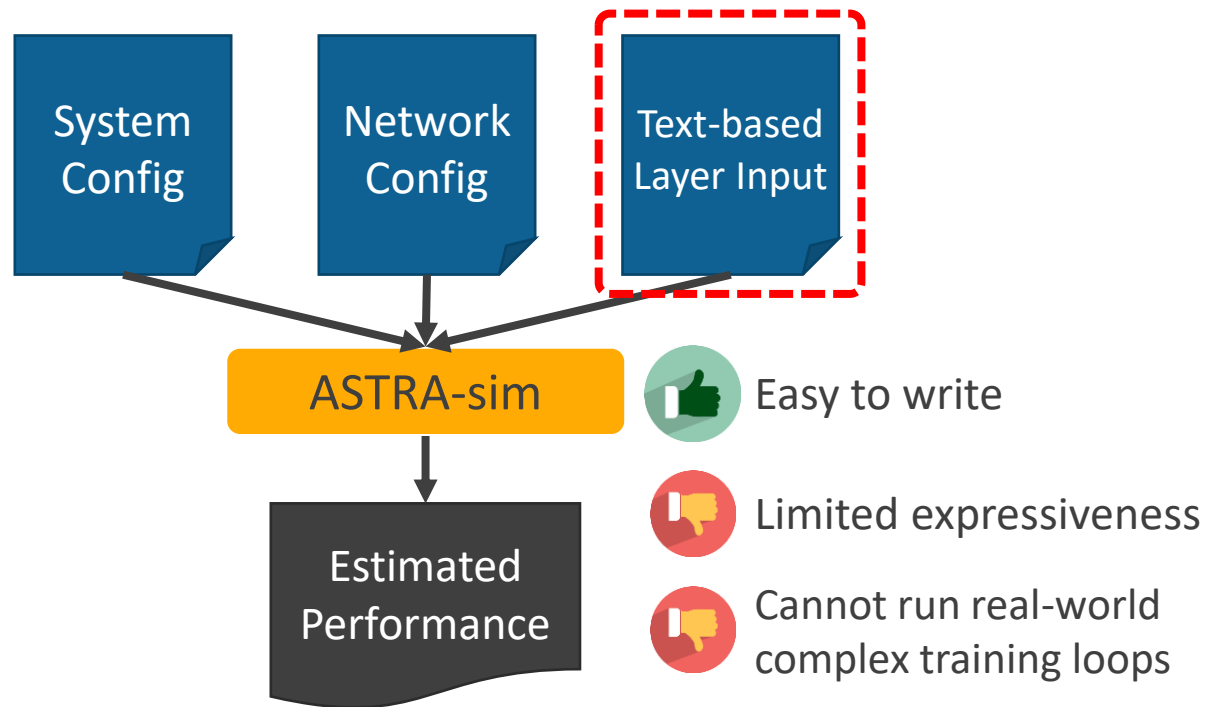 System
Config
Network
Config
Text-based
Layer Input
ASTRA-sim
Easy to write
Limited expressiveness
Estimated
Performance
Cannot run real-world
complex training loops